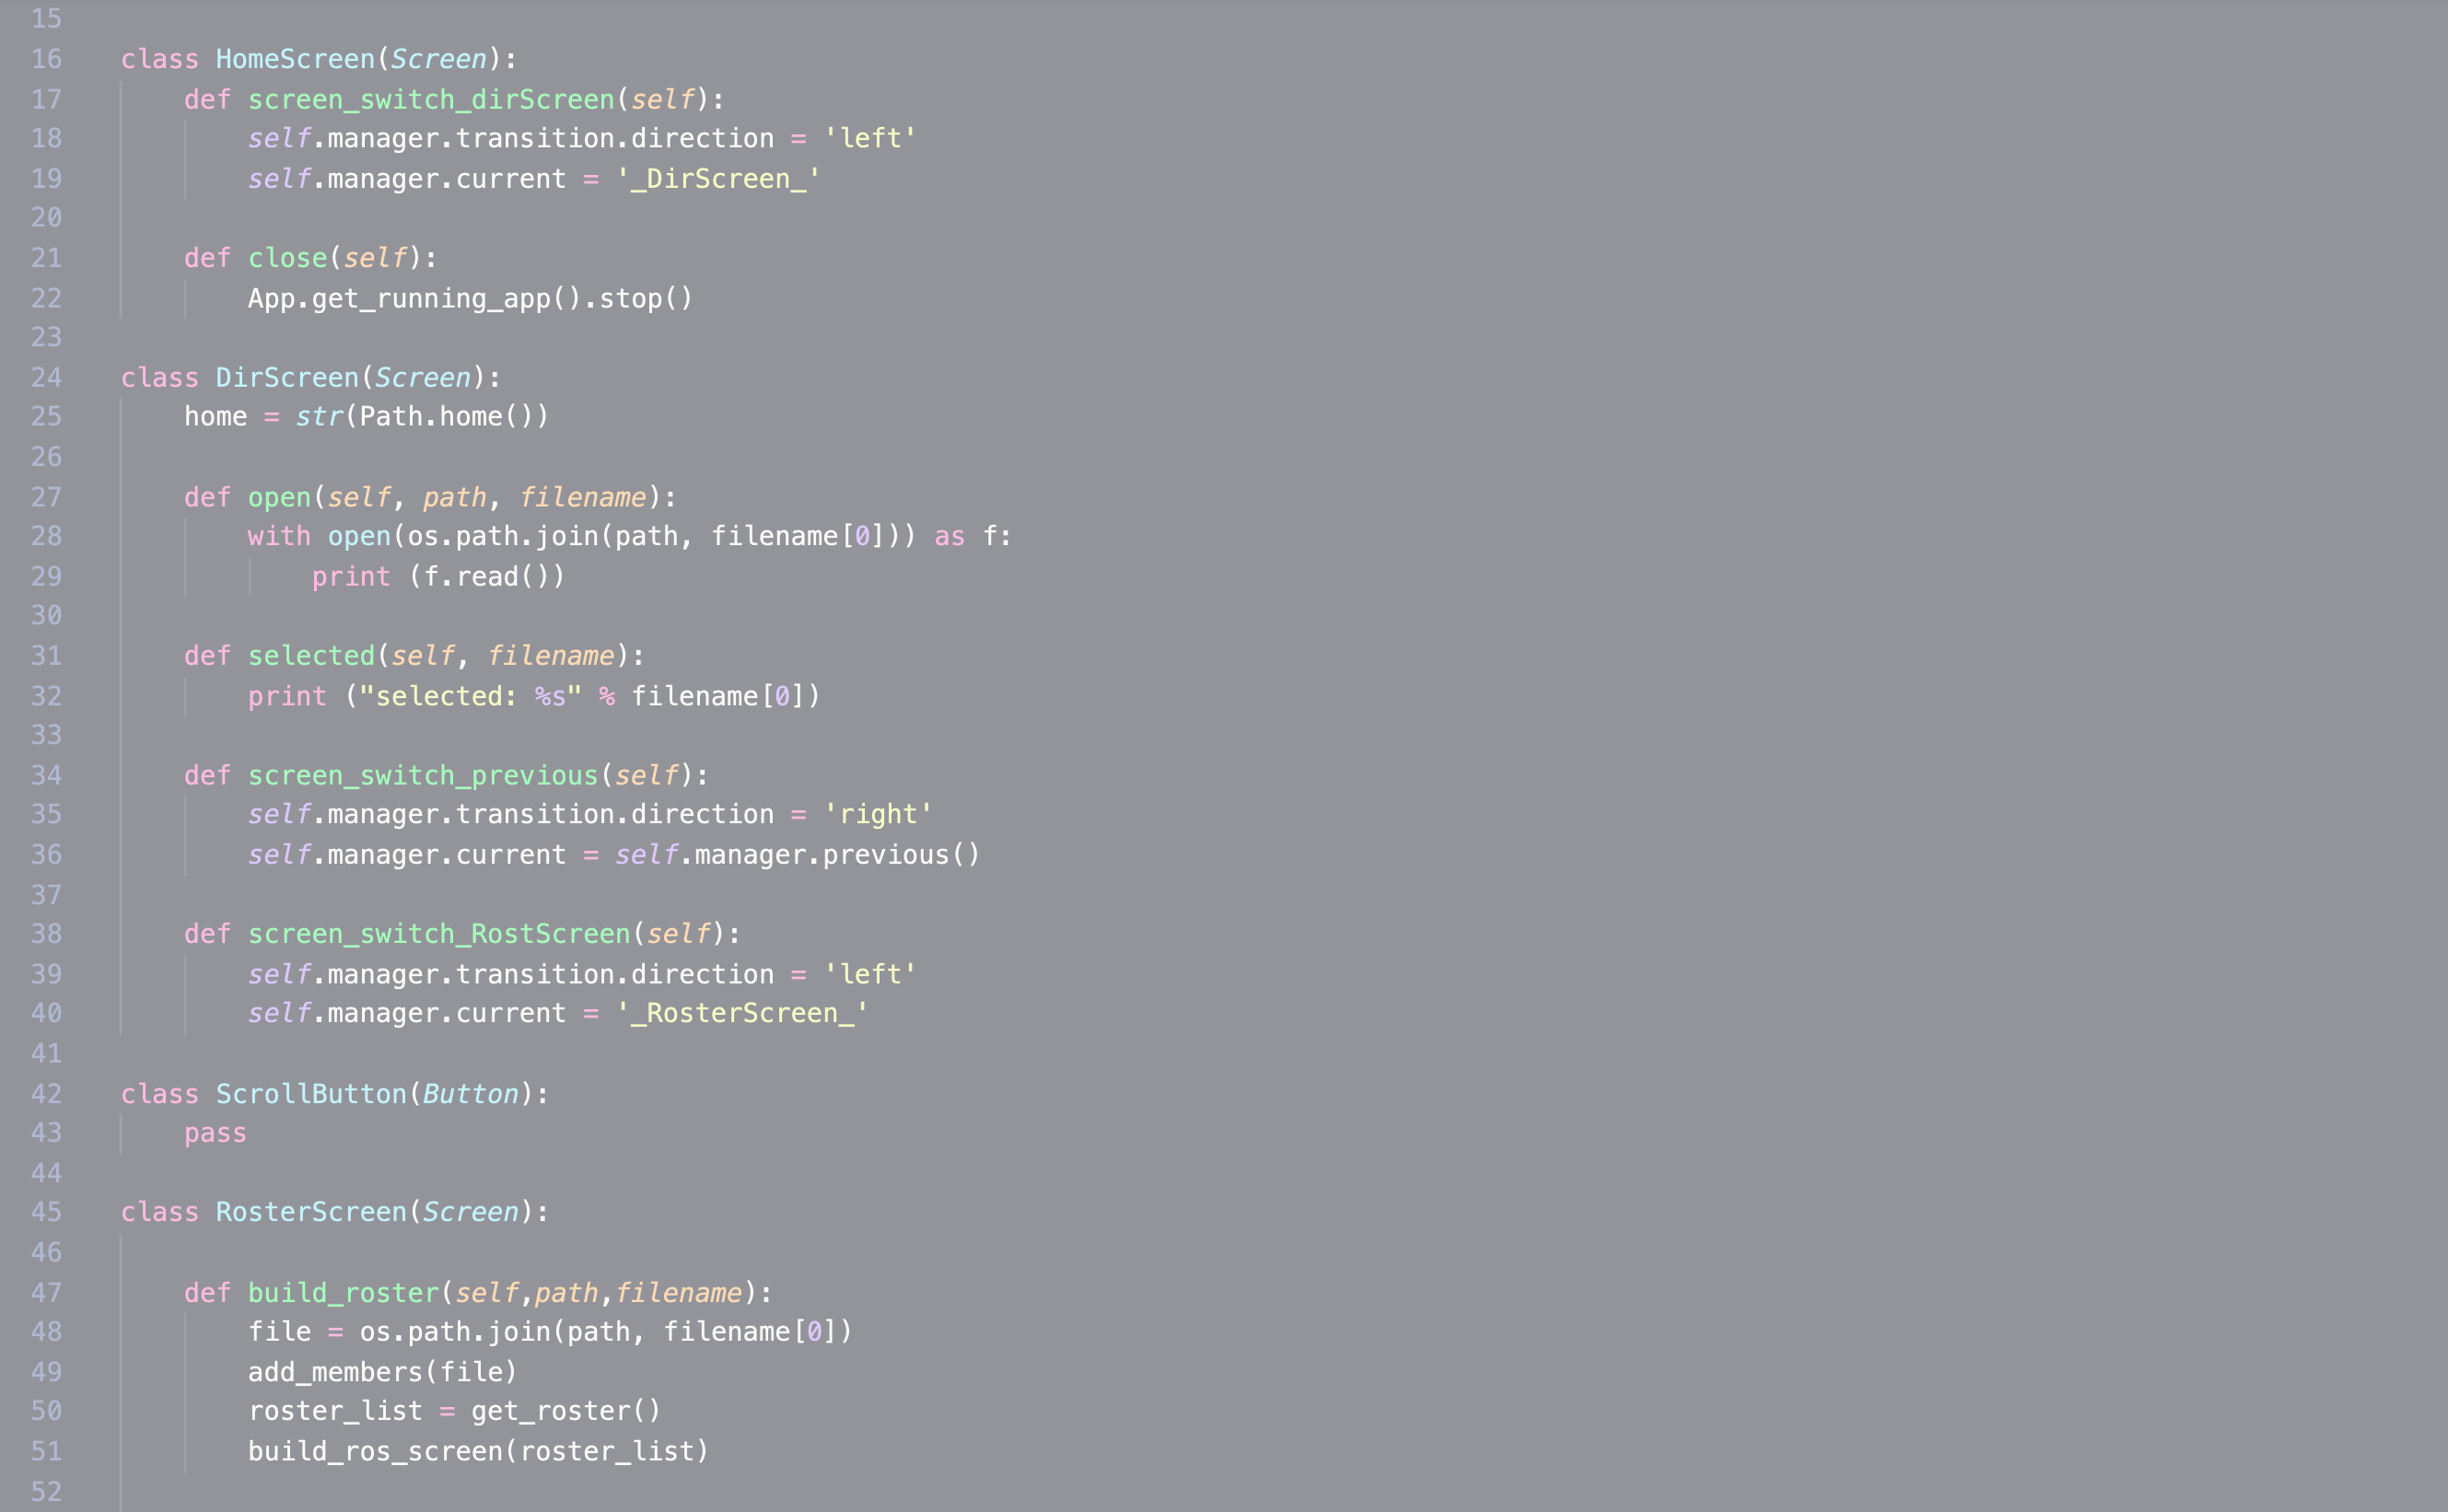 15
16 class HomeScreen(Screen):
17     def screen_switch_dirScreen(self):
18         self.manager.transition.direction = 'left'
19         self.manager.current = '_DirScreen_'
20
21     def close(self):
22         App.get_running_app().stop()
23
24 class DirScreen(Screen):
25     home = str(Path.home())
26
27     def open(self, path, filename):
28         with open(os.path.join(path, filename[0])) as f:
29             print (f.read())
30
31     def selected(self, filename):
32         print ("selected: %s" % filename[0])
33
34     def screen_switch_previous(self):
35         self.manager.transition.direction = 'right'
36         self.manager.current = self.manager.previous()
37
38     def screen_switch_RostScreen(self):
39         self.manager.transition.direction = 'left'
40         self.manager.current = '_RosterScreen_'
41
42 class ScrollButton(Button):
43     pass
44
45 class RosterScreen(Screen):
46
47     def build_roster(self,path,filename):
48         file = os.path.join(path, filename[0])
49         add_members(file)
50         roster_list = get_roster()
51         build_ros_screen(roster_list)
52